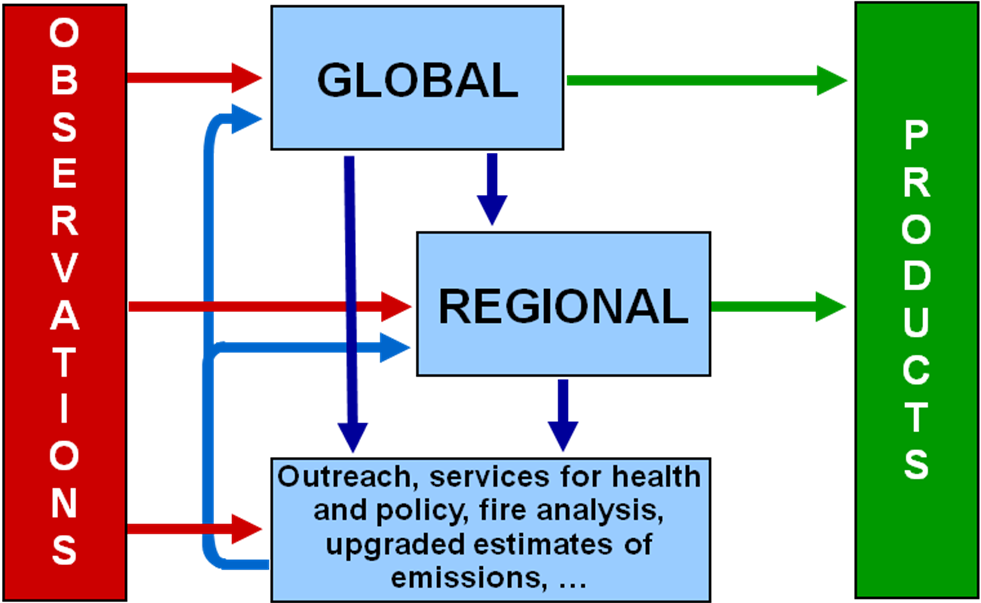 OBSERVATIONS
GLOBAL
REGIONAL
Outreach, services for health
and policy, fire analysis,
upgraded estimates of
emissions, ...
PRODUCTS